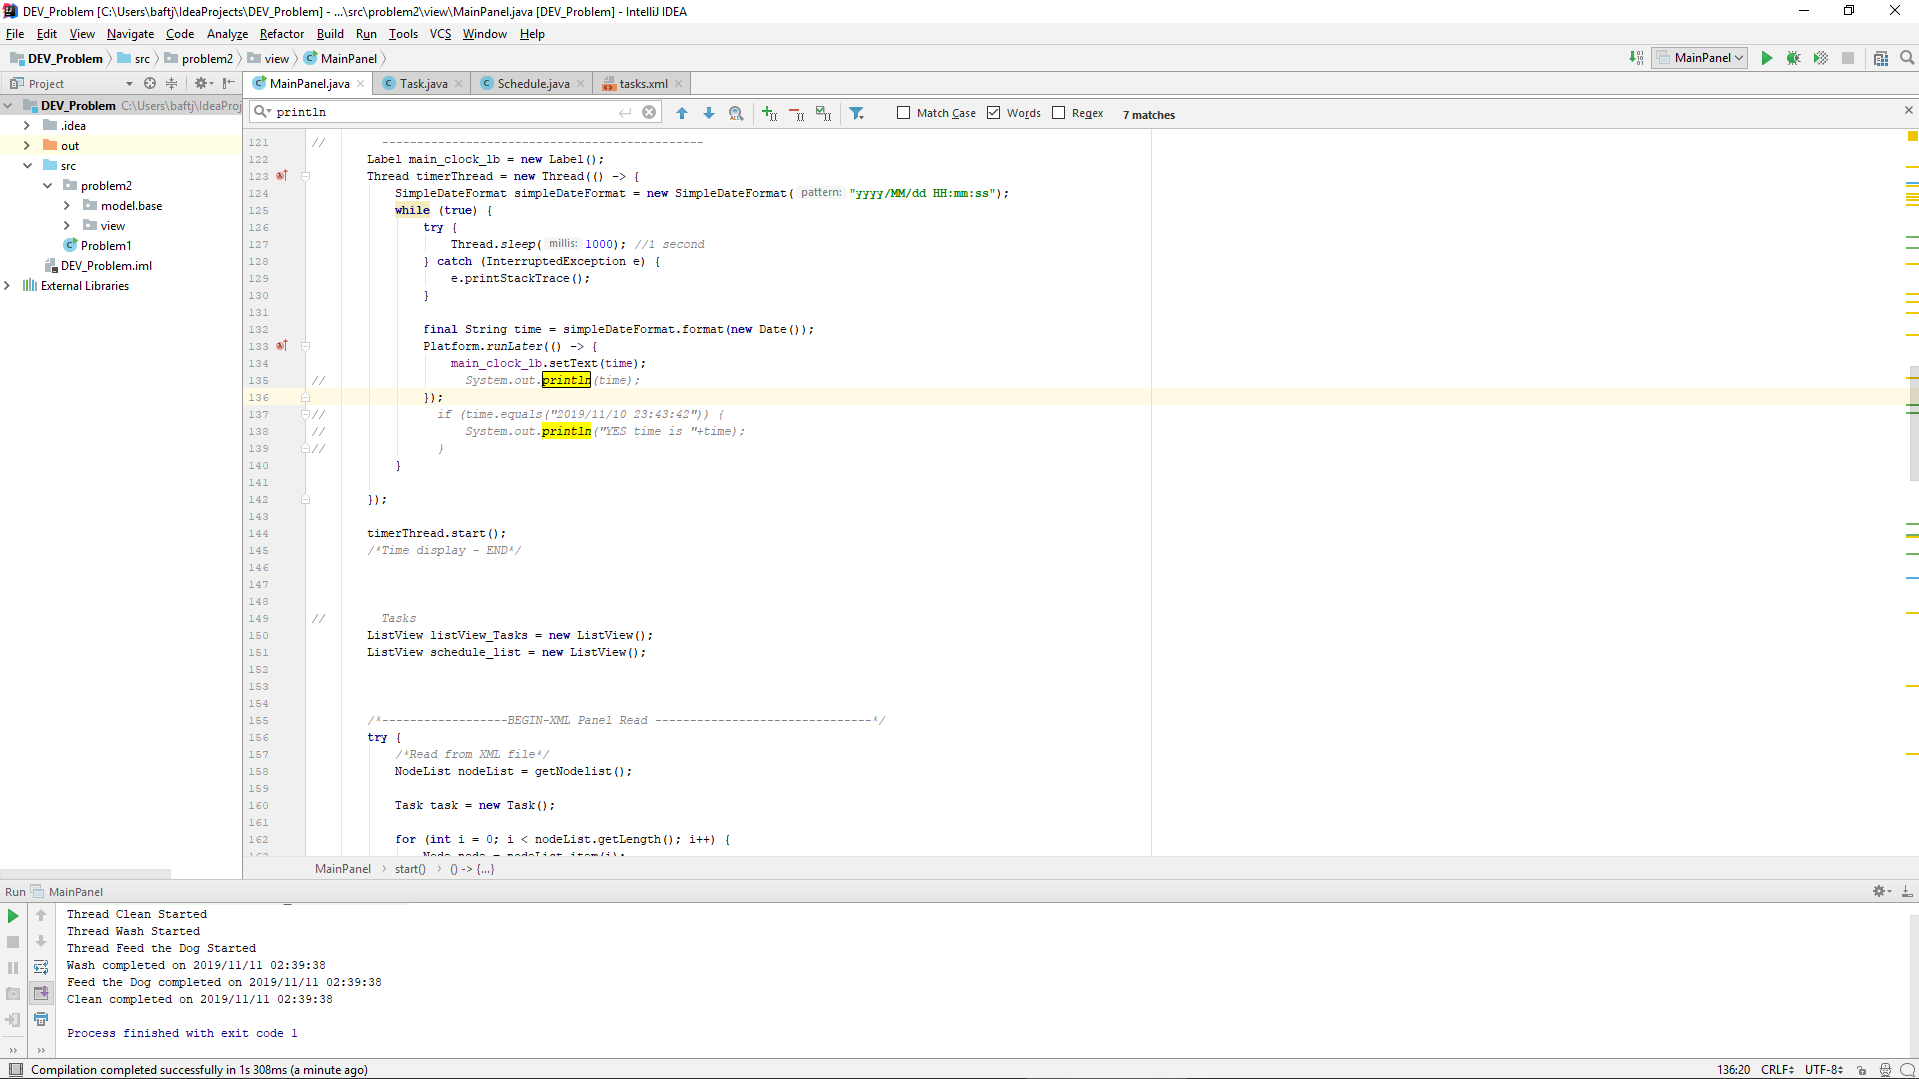 DEV_Problem [C:\Users\baftj\IdeaProjects\DEV_Problem] - ...\src\problem2\view\MainPanel.java [DEV_Problem] - IntelliJ IDEA
File Edit View Navigate Code Analyze Refactor Build Run Tools VCS Window Help
DEV_Problem src problem2 view MainPanel
MainPanel
Project
MainPanel.java Task.java Schedule.java tasks.xml
DEV_Problem C:\Users\baftj\IdeaProj
.idea
out
src
problem2
model.base
view
Problem1
DEV_Problem.iml
External Libraries
println
Match Case Words Regex 7 matches
121 // ----------------------------------------------
122 Label main_clock_lb = new Label();
123 Thread timerThread = new Thread(() -> {
124 SimpleDateFormat simpleDateFormat = new SimpleDateFormat( pattern: "yyyy/MM/dd HH:mm:ss");
125 while (true) {
126 try {
127 Thread.sleep( millis: 1000); //1 second
128 } catch (InterruptedException e) {
129 e.printStackTrace();
130 }
131
132 final String time = simpleDateFormat.format(new Date());
133 Platform.runLater(() -> {
134 main_clock_lb.setText(time);
135 // System.out.println(time);
136 });
137 // if (time.equals("2019/11/10 23:43:42")) {
138 // System.out.println("YES time is "+time);
139 // }
140 }
141
142 });
143
144 timerThread.start();
145 /*Time display - END*/
146
147
148
149 // Tasks
150 ListView listView_Tasks = new ListView();
151 ListView schedule_list = new ListView();
152
153
154
155 /*------------------BEGIN-XML Panel Read -------------------------------*/
156 try {
157 /*Read from XML file*/
158 NodeList nodeList = getNodelist();
159
160 Task task = new Task();
161
162 for (int i = 0; i < nodeList.getLength(); i++) {
163 Node node = nodeList.item(i);
MainPanel start() () -> {...}
Run MainPanel
Thread Clean Started
Thread Wash Started
Thread Feed the Dog Started
Wash completed on 2019/11/11 02:39:38
Feed the Dog completed on 2019/11/11 02:39:38
Clean completed on 2019/11/11 02:39:38
Process finished with exit code 1
Compilation completed successfully in 1s 308ms (a minute ago)
136:20 CRLF UTF-8